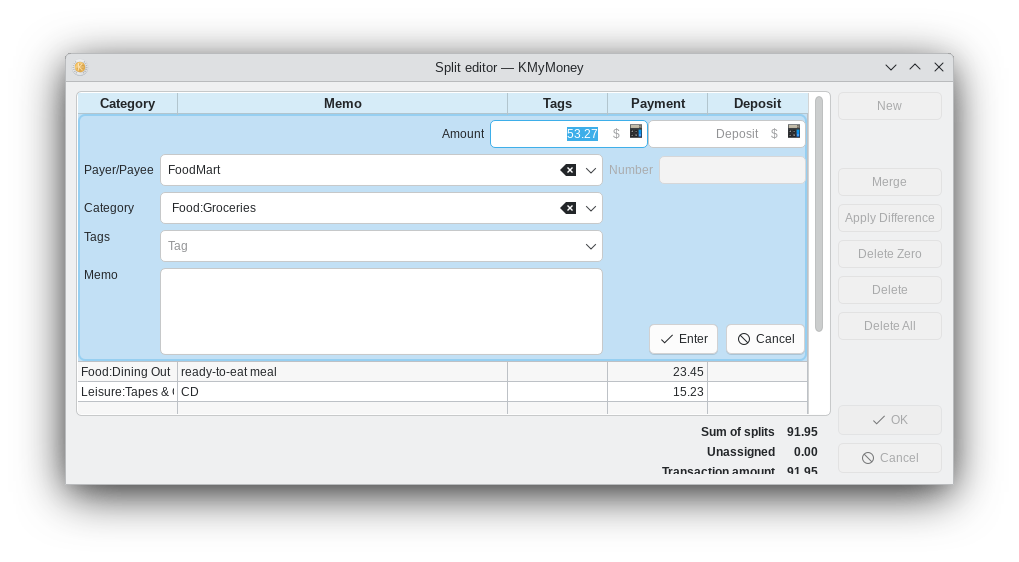 Split editor — KMyMoney
Category Memo Tags Payment Deposit New
Amount 53.27 $ Deposit $
Payer/Payee FoodMart Number
Merge
Category Food:Groceries
Apply Difference
Tags Tag
Delete Zero
Memo
Delete
Delete All
Enter Cancel
Food:Dining Out ready-to-eat meal 23.45
Leisure:Tapes & CD 15.23
OK
Sum of splits 91.95
Unassigned 0.00
Cancel
Transaction amount 91.95